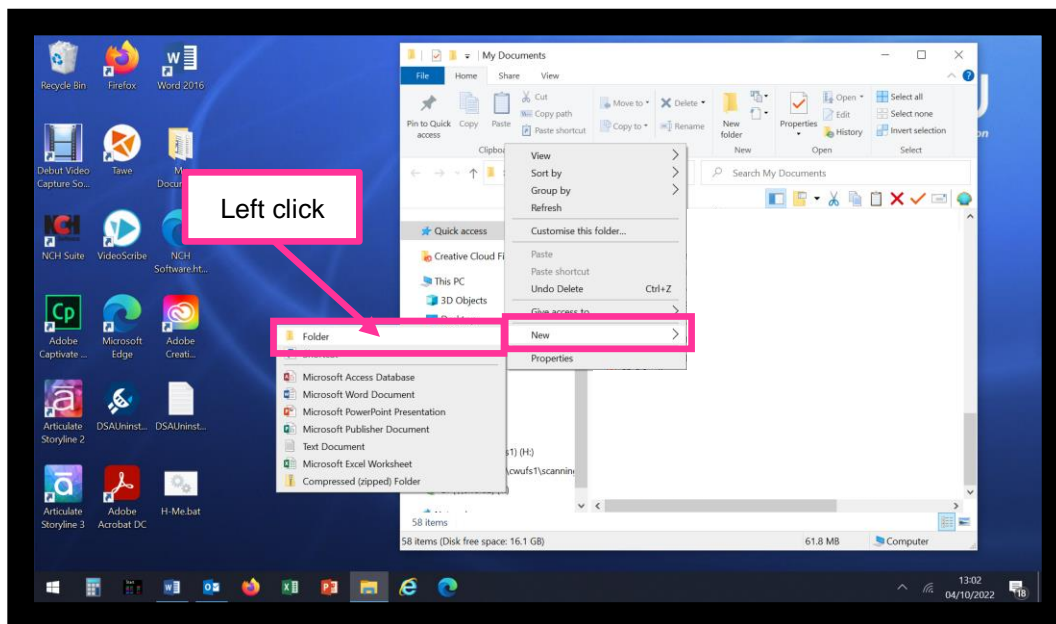 My Documents
File Home Share View
Pin to Quick access
Copy
Paste
Cut
Copy path
Paste shortcut
Move to
Copy to
Delete
Rename
New folder
Properties
Open
Edit
History
Select all
Select none
Invert selection
New Open Select
Search My Documents
Recycle Bin
Firefox
Word 2016
Debut Video Capture So...
Tawe
NCH Suite
VideoScribe
NCH Software.ht...
Adobe Captivate ...
Microsoft Edge
Adobe Creati...
Articulate Storyline 2
DSAUninst...
DSAUninst...
Articulate Storyline 3
Adobe Acrobat DC
H-Me.bat
Left click
Quick access
Creative Cloud Fi
This PC
3D Objects
View
Sort by
Group by
Refresh
Customise this folder...
Paste
Paste shortcut
Undo Delete Ctrl+Z
Give access to
New
Properties
Folder
Microsoft Access Database
Microsoft Word Document
Microsoft PowerPoint Presentation
Microsoft Publisher Document
Text Document
Microsoft Excel Worksheet
Compressed (zipped) Folder
58 items
58 items (Disk free space: 16.1 GB)
61.8 MB
Computer
13:02
04/10/2022
18